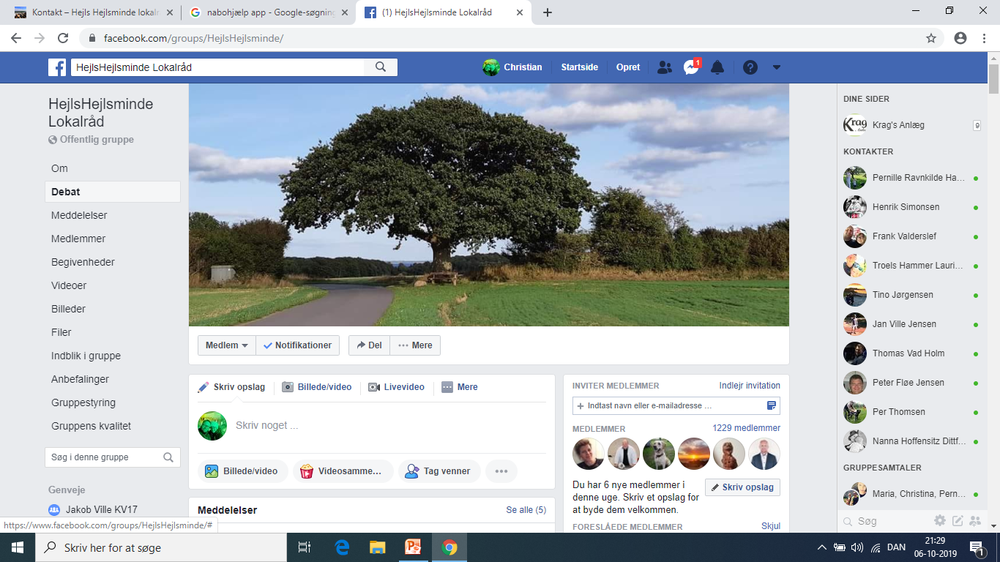 Kontakt – Hejls Hejlsminde lokalr
nabohjælp app - Google-søgning
(1) HejlsHejlsminde Lokalråd
facebook.com/groups/HejlsHejlsminde/
HejlsHejlsminde Lokalråd
Christian
Startside
Opret
1
HejlsHejlsminde
Lokalråd
Offentlig gruppe
Om
Debat
Meddelelser
Medlemmer
Begivenheder
Videoer
Billeder
Filer
Indblik i gruppe
Anbefalinger
Gruppestyring
Gruppens kvalitet
Søg i denne gruppe
Genveje
Jakob Ville KV17
https://www.facebook.com/groups/HejlsHejlsminde/#
Medlem
Notifikationer
Del
Mere
Skriv opslag
Billede/video
Livevideo
Mere
Skriv noget ...
Billede/video
Videosamme...
Tag venner
Meddelelser
Se alle (5)
INVITER MEDLEMMER
Indlejr invitation
Indtast navn eller e-mailadresse ...
MEDLEMMER
1229 medlemmer
Du har 6 nye medlemmer i
denne uge. Skriv et opslag for
at byde dem velkommen.
Skriv opslag
FORESLÅEDE MEDLEMMER
Skjul
DINE SIDER
Krag
Krag's Anlæg
9
KONTAKTER
Pernille Ravnkilde Ha...
Henrik Simonsen
Frank Valderslef
Troels Hammer Lauri...
Tino Jørgensen
Jan Ville Jensen
Thomas Vad Holm
Peter Fløe Jensen
Per Thomsen
Nanna Hoffensitz Dittf...
GRUPPESAMTALER
Maria, Christina, Pern...
Søg
Skriv her for at søge
DAN
21:29
06-10-2019
1